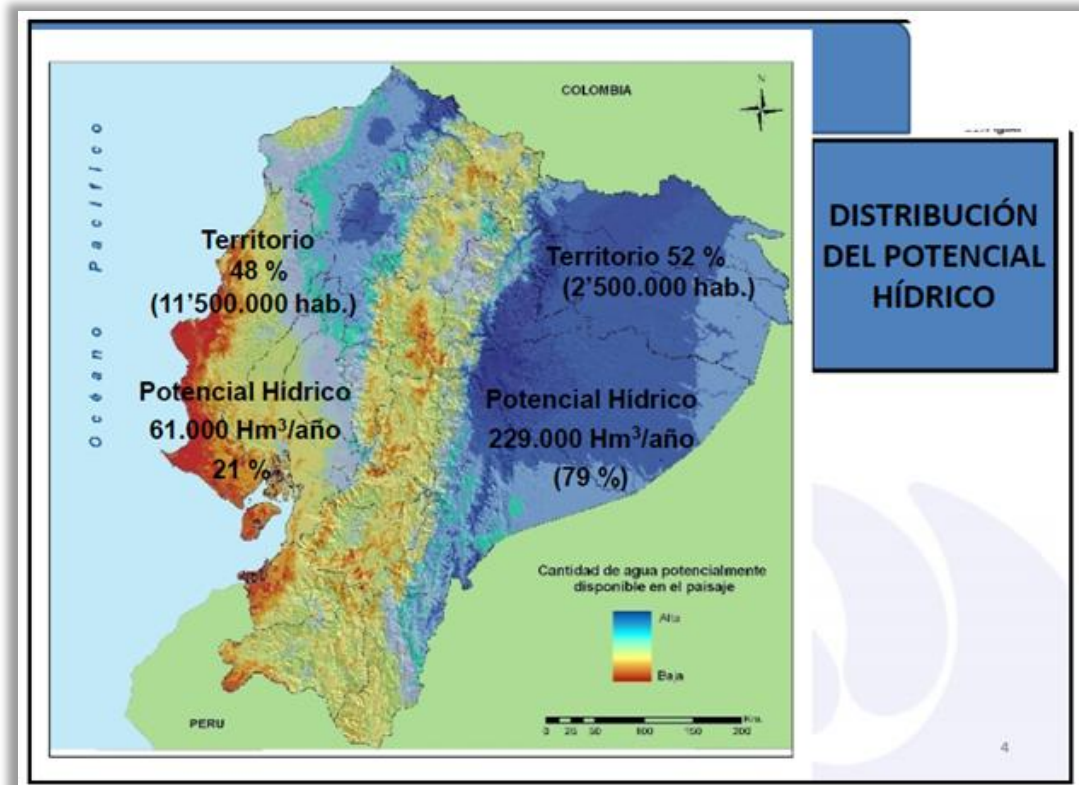 COLOMBIA
N
Océano Pacífico
DISTRIBUCIÓN
DEL POTENCIAL
HÍDRICO
Territorio
48 %
(11’500.000 hab.)
Territorio 52 %
(2’500.000 hab.)
Potencial Hídrico
61.000 Hm³/año
21 %
Potencial Hídrico
229.000 Hm³/año
(79 %)
Cantidad de agua potencialmente
disponible en el paisaje
Alta
Baja
PERU
Km.
0 25 50 100 150 200
4